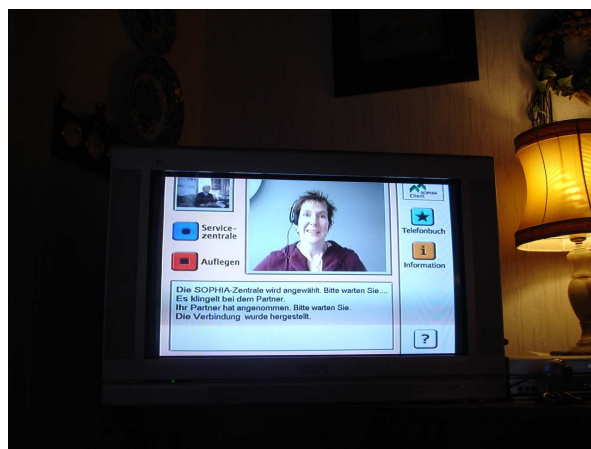 SOPHIA
Client
Service-
zentrale
Telefonbuch
Auflegen
i
Information
Die SOPHIA-Zentrale wird angewählt. Bitte warten Sie....
Es klingelt bei dem Partner.
Ihr Partner hat angenommen. Bitte warten Sie.
Die Verbindung wurde hergestellt.
?
PHILIPS